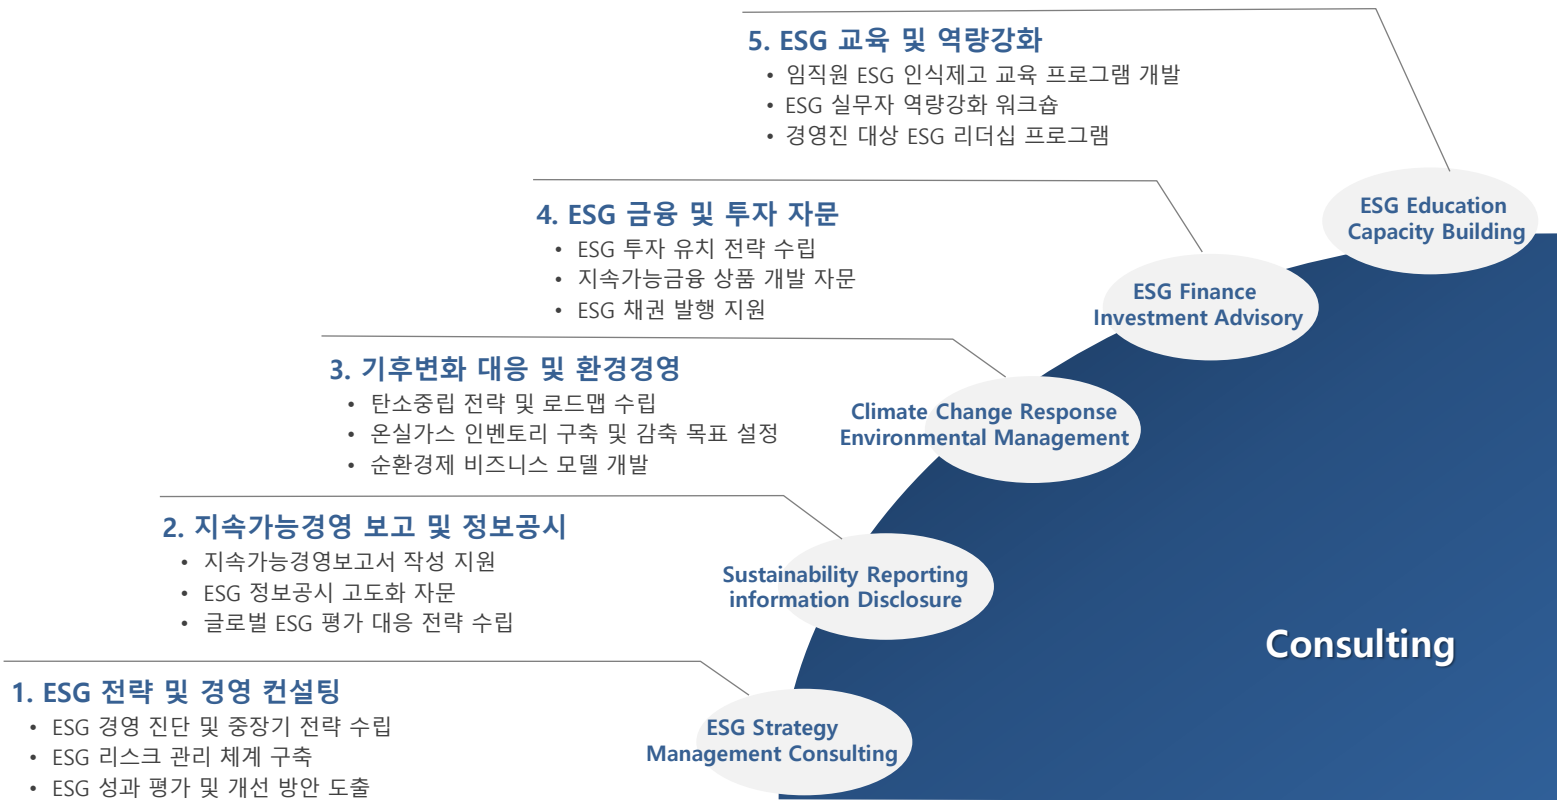 5. ESG 교육 및 역량강화
• 임직원 ESG 인식제고 교육 프로그램 개발
• ESG 실무자 역량강화 워크숍
• 경영진 대상 ESG 리더십 프로그램
ESG Education
Capacity Building
4. ESG 금융 및 투자 자문
• ESG 투자 유치 전략 수립
• 지속가능금융 상품 개발 자문
• ESG 채권 발행 지원
ESG Finance
Investment Advisory
3. 기후변화 대응 및 환경경영
• 탄소중립 전략 및 로드맵 수립
• 온실가스 인벤토리 구축 및 감축 목표 설정
• 순환경제 비즈니스 모델 개발
Climate Change Response
Environmental Management
2. 지속가능경영 보고 및 정보공시
• 지속가능경영보고서 작성 지원
• ESG 정보공시 고도화 자문
• 글로벌 ESG 평가 대응 전략 수립
Sustainability Reporting
information Disclosure
Consulting
1. ESG 전략 및 경영 컨설팅
• ESG 경영 진단 및 중장기 전략 수립
• ESG 리스크 관리 체계 구축
• ESG 성과 평가 및 개선 방안 도출
ESG Strategy
Management Consulting